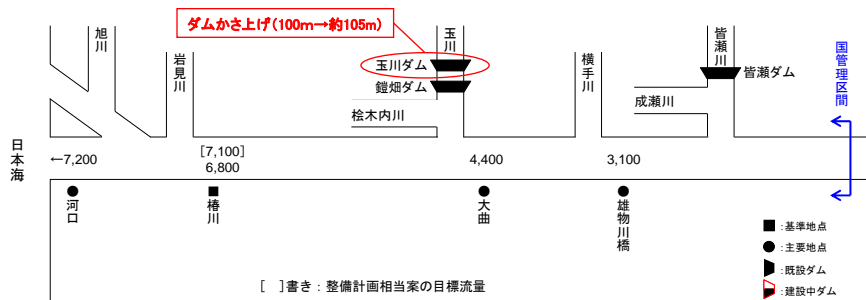 ダムかさ上げ(100m→約105m)
旭川
岩見川
玉川
玉川ダム
鎧畑ダム
桧木内川
横手川
皆瀬川
皆瀬ダム
成瀬川
国管理区間
日本海
←7,200
[7,100]
6,800
4,400
3,100
河口
椿川
大曲
雄物川橋
■:基準地点
●:主要地点
:既設ダム
:建設中ダム
[ ]書き:整備計画相当案の目標流量